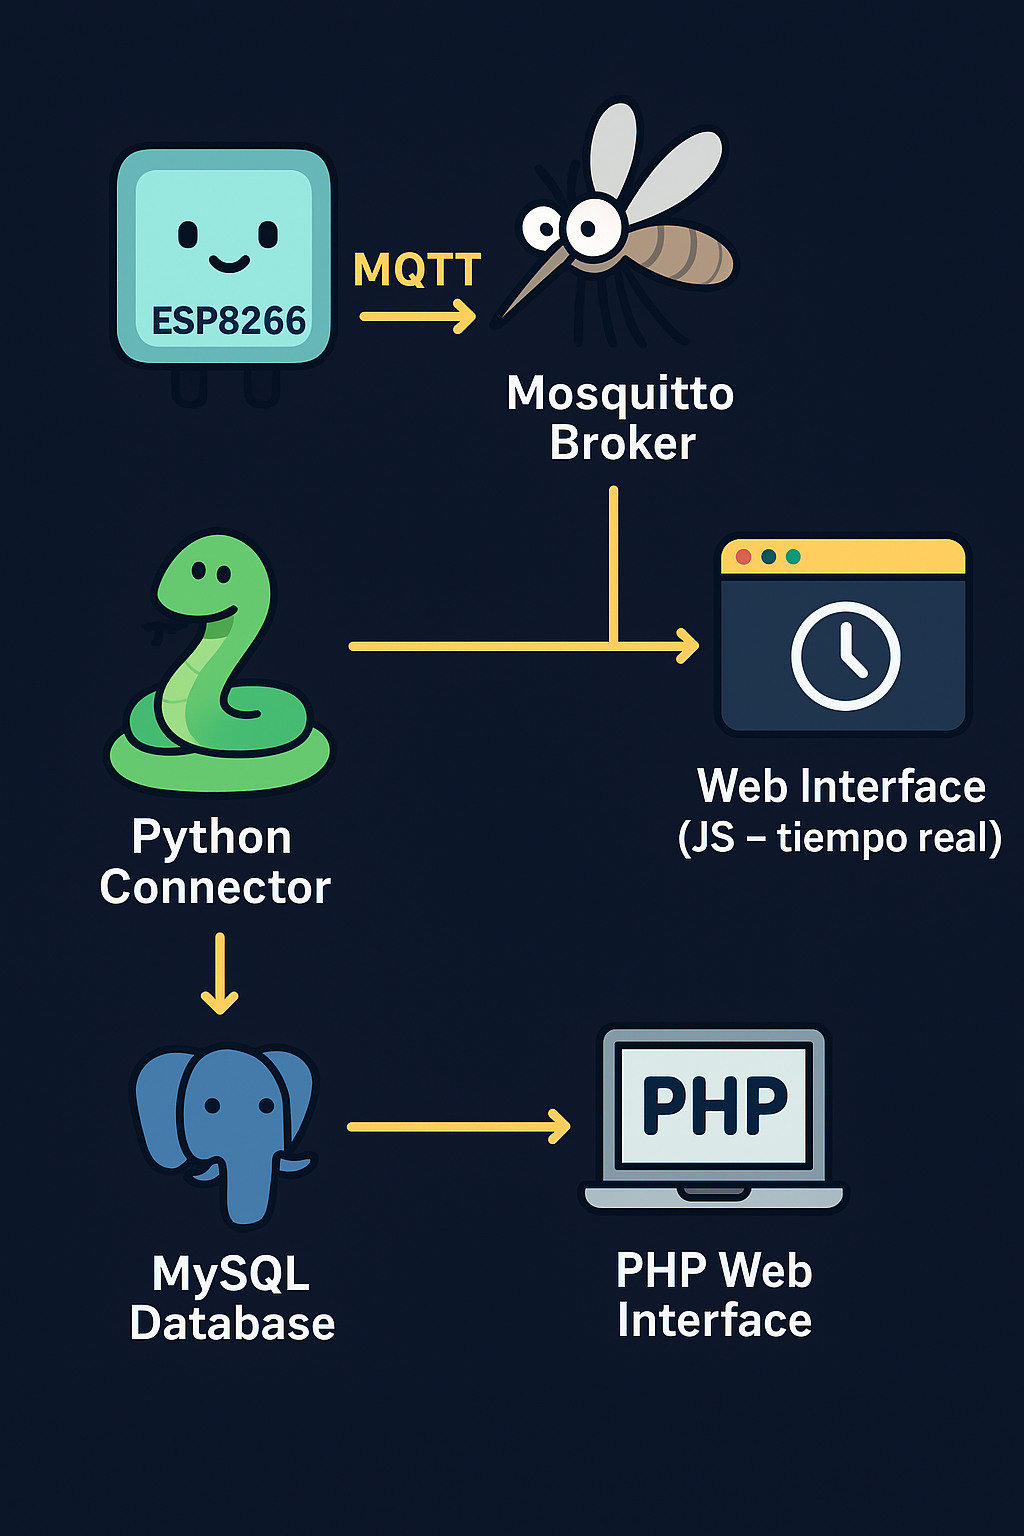 ESP8266
MQTT
Mosquitto
Broker
Python
Connector
Web Interface
(JS – tiempo real)
MySQL
Database
PHP
PHP Web
Interface